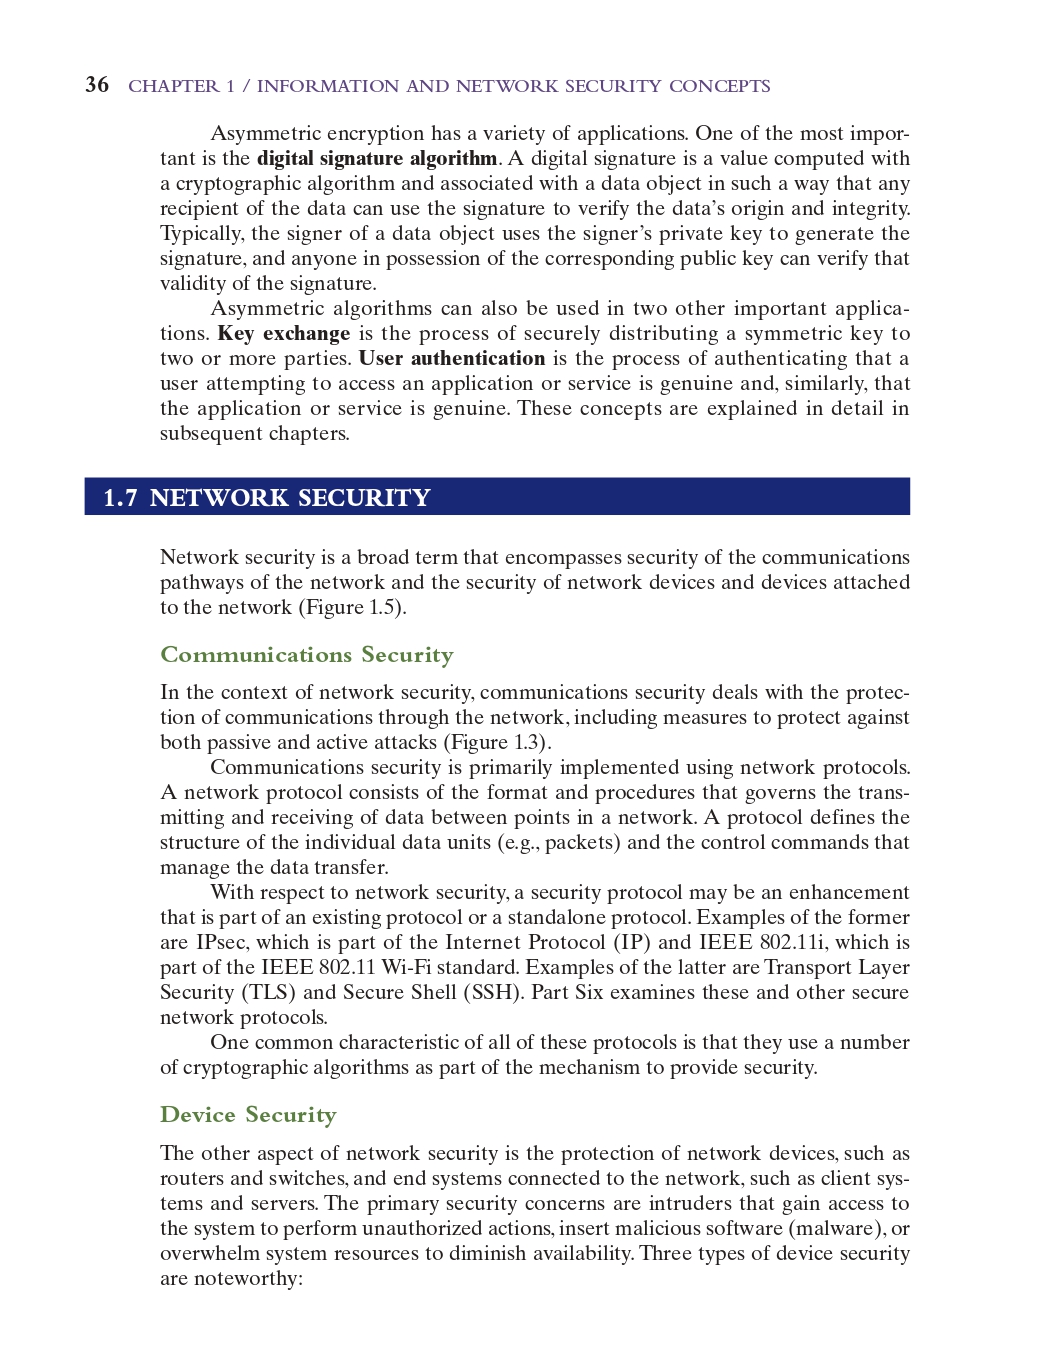 36 CHAPTER 1 / INFORMATION AND NETWORK SECURITY CONCEPTS
Asymmetric encryption has a variety of applications. One of the most impor-
tant is the digital signature algorithm. A digital signature is a value computed with
a cryptographic algorithm and associated with a data object in such a way that any
recipient of the data can use the signature to verify the data’s origin and integrity.
Typically, the signer of a data object uses the signer’s private key to generate the
signature, and anyone in possession of the corresponding public key can verify that
validity of the signature.
Asymmetric algorithms can also be used in two other important applica-
tions. Key exchange is the process of securely distributing a symmetric key to
two or more parties. User authentication is the process of authenticating that a
user attempting to access an application or service is genuine and, similarly, that
the application or service is genuine. These concepts are explained in detail in
subsequent chapters.
1.7 NETWORK SECURITY
Network security is a broad term that encompasses security of the communications
pathways of the network and the security of network devices and devices attached
to the network (Figure 1.5).
Communications Security
In the context of network security, communications security deals with the protec-
tion of communications through the network, including measures to protect against
both passive and active attacks (Figure 1.3).
Communications security is primarily implemented using network protocols.
A network protocol consists of the format and procedures that governs the trans-
mitting and receiving of data between points in a network. A protocol defines the
structure of the individual data units (e.g., packets) and the control commands that
manage the data transfer.
With respect to network security, a security protocol may be an enhancement
that is part of an existing protocol or a standalone protocol. Examples of the former
are IPsec, which is part of the Internet Protocol (IP) and IEEE 802.11i, which is
part of the IEEE 802.11 Wi-Fi standard. Examples of the latter are Transport Layer
Security (TLS) and Secure Shell (SSH). Part Six examines these and other secure
network protocols.
One common characteristic of all of these protocols is that they use a number
of cryptographic algorithms as part of the mechanism to provide security.
Device Security
The other aspect of network security is the protection of network devices, such as
routers and switches, and end systems connected to the network, such as client sys-
tems and servers. The primary security concerns are intruders that gain access to
the system to perform unauthorized actions, insert malicious software (malware), or
overwhelm system resources to diminish availability. Three types of device security
are noteworthy: